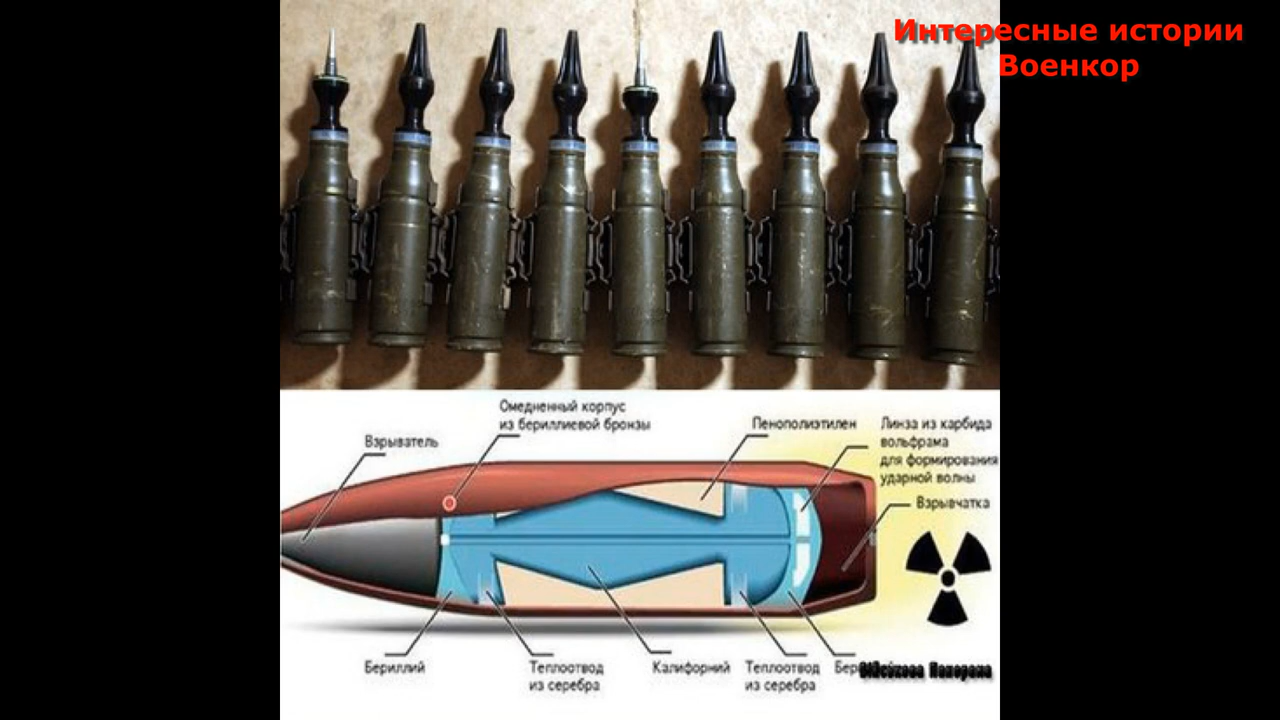 Интересные истории
Военкор
Омедненный корпус
из бериллиевой бронзы
Взрыватель
Пенополиэтилен
Линза из карбида
вольфрама
для формирования
ударной волны
Взрывчатка
Бериллий
Теплоотвод
из серебра
Калифорний
Теплоотвод
из серебра